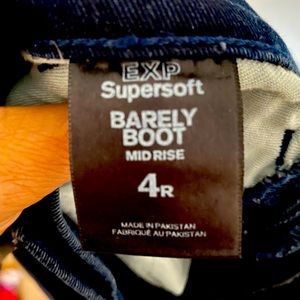 EXP
Supersoft
BARELY
BOOT
MID RISE
4R
MADE IN PAKISTAN
FABRIQUÉ AU PAKISTAN